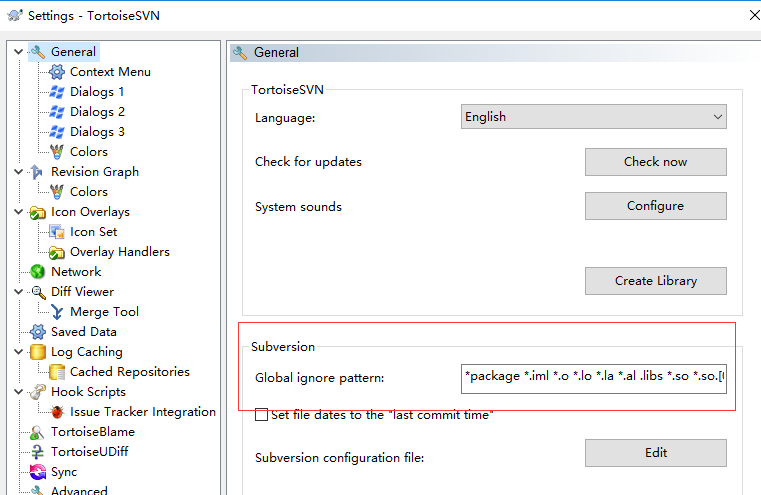 Settings - TortoiseSVN
General
Context Menu
Dialogs 1
Dialogs 2
Dialogs 3
Colors
Revision Graph
Colors
Icon Overlays
Icon Set
Overlay Handlers
Network
Diff Viewer
Merge Tool
Saved Data
Log Caching
Cached Repositories
Hook Scripts
Issue Tracker Integration
TortoiseBlame
TortoiseUDiff
Sync
Advanced
General
TortoiseSVN
Language: English
Check for updates Check now
System sounds Configure
Create Library
Subversion
Global ignore pattern: *package *.iml *.o *.lo *.la *.al .libs *.so *.so.[
Set file dates to the "last commit time"
Subversion configuration file: Edit